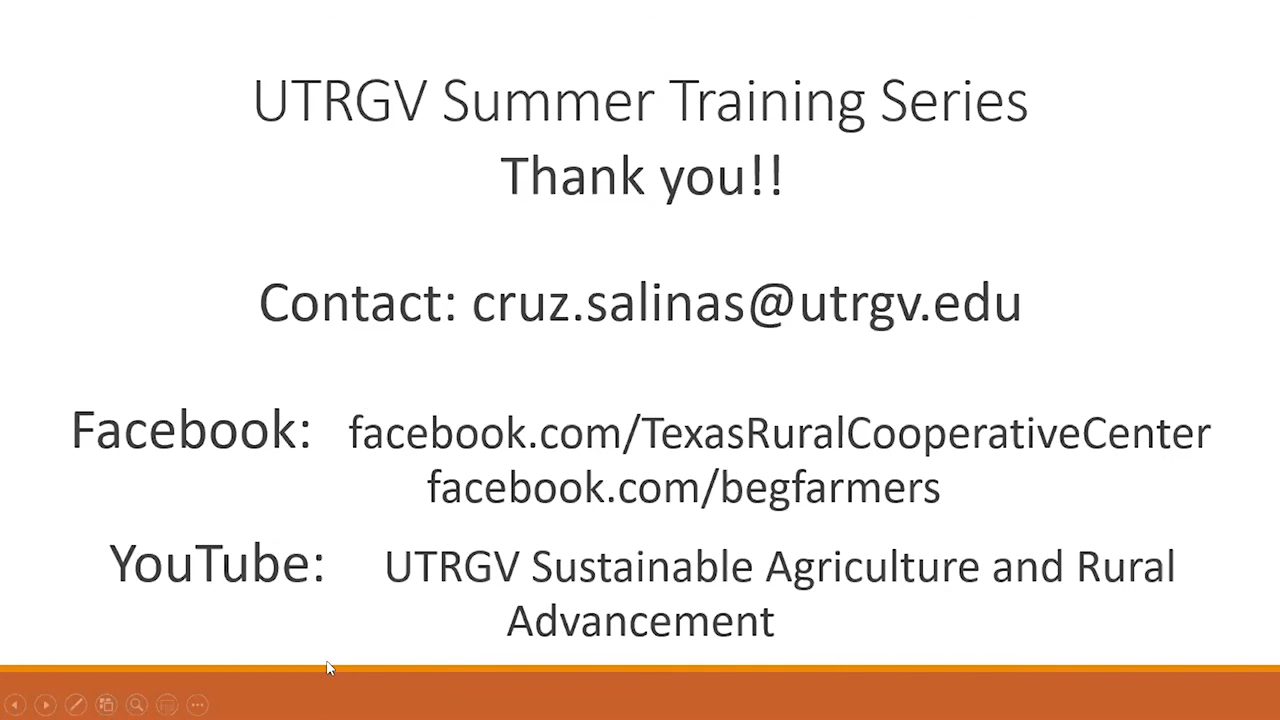 UTRGV Summer Training Series
Thank you!!
Contact: cruz.salinas@utrgv.edu
Facebook: facebook.com/TexasRuralCooperativeCenter
facebook.com/begfarmers
YouTube: UTRGV Sustainable Agriculture and Rural
Advancement